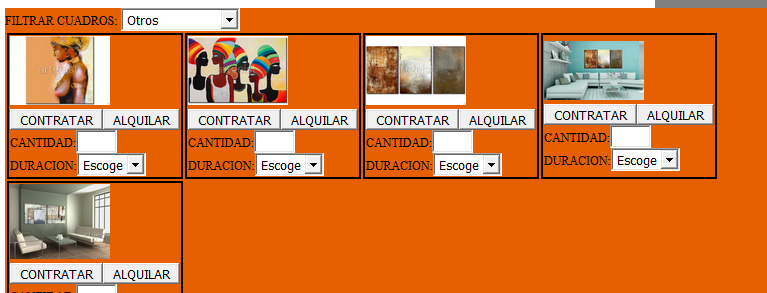 FILTRAR CUADROS: Otros
CONTRATAR ALQUILAR CONTRATAR ALQUILAR CONTRATAR ALQUILAR CONTRATAR ALQUILAR
CANTIDAD: CANTIDAD: CANTIDAD: CANTIDAD:
DURACION: Escoge DURACION: Escoge DURACION: Escoge DURACION: Escoge
CONTRATAR ALQUILAR
CANTIDAD: